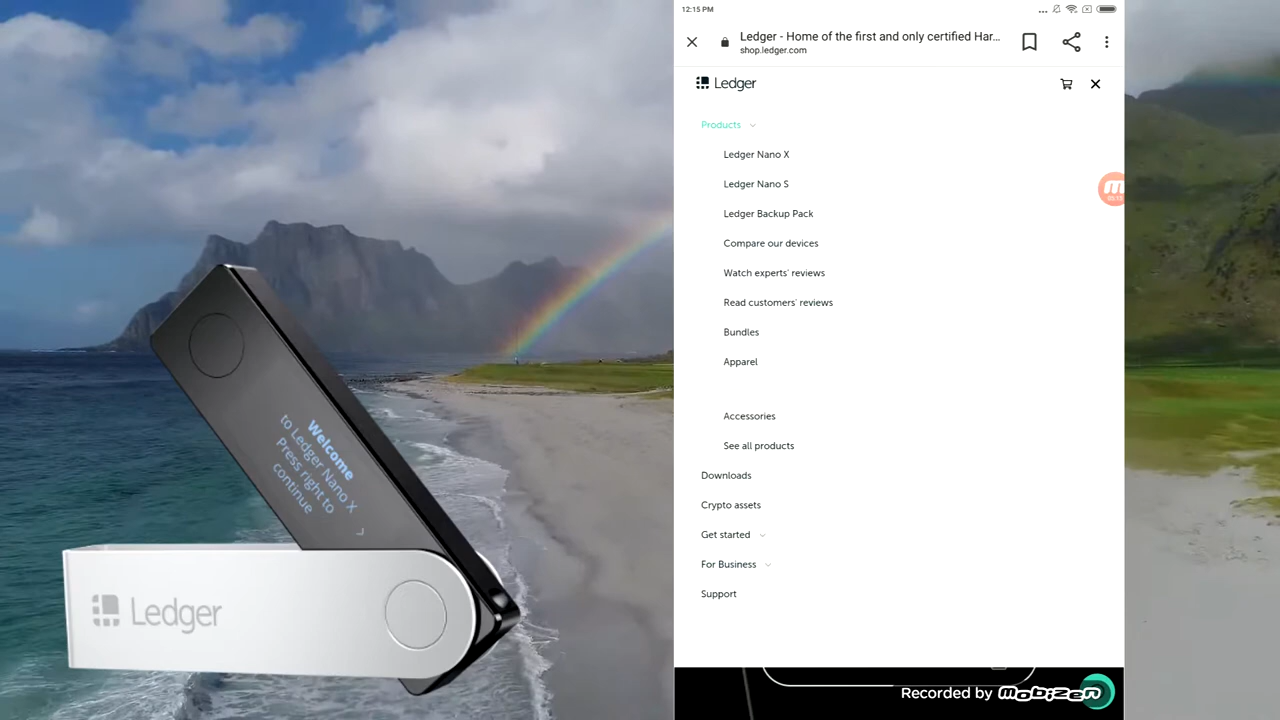 Welcome
to Ledger Nano X
Press right to
continue
Ledger
12:15 PM
Ledger - Home of the first and only certified Har...
shop.ledger.com
Ledger
Products
Ledger Nano X
Ledger Nano S
Ledger Backup Pack
Compare our devices
Watch experts' reviews
Read customers' reviews
Bundles
Apparel
Accessories
See all products
Downloads
Crypto assets
Get started
For Business
Support
Recorded by mobizen